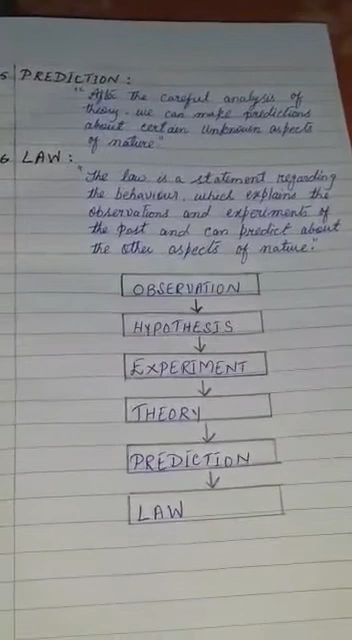 5. PREDICTION :
"After the careful analysis of
theory. we can make predictions
about certain unknown aspects
of nature"
6. LAW :
"The law is a statement regarding
the behaviour, which explains the
observations and experiments of
the past and can predict about
the other aspects of nature."
OBSERVATION
HYPOTHESIS
EXPERIMENT
THEORY
PREDICTION
LAW